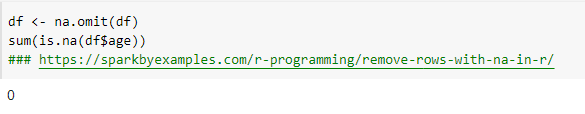 df <- na.omit(df)
sum(is.na(df$age))
### https://sparkbyexamples.com/r-programming/remove-rows-with-na-in-r/
0